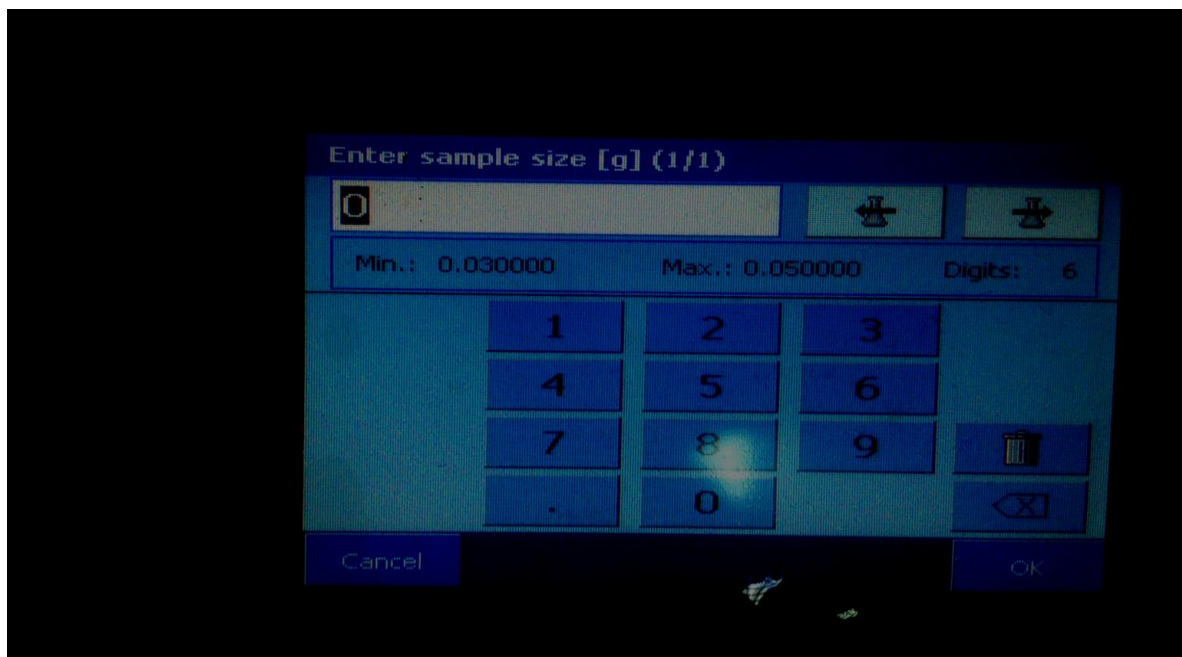 Enter sample size [g] (1/1)
0
Min.: 0.030000 Max.: 0.050000 Digits: 6
1 2 3
4 5 6
7 8 9
. 0
Cancel OK